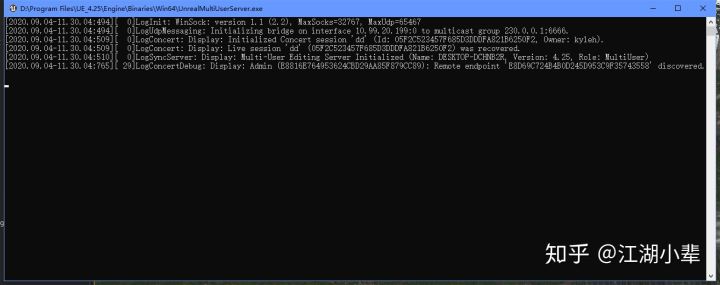 D:\Program Files\UE_4.25\Engine\Binaries\Win64\UnrealMultiUserServer.exe
[2020.09.04-11.30.04:494][  0]LogInit: WinSock: version 1.1 (2.2), MaxSocks=32767, MaxUdp=65467
[2020.09.04-11.30.04:494][  0]LogUdpMessaging: Initializing bridge on interface 10.99.20.199:0 to multicast group 230.0.0.1:6666.
[2020.09.04-11.30.04:509][  0]LogConcert: Display: Initialized Concert session 'dd' (Id: 05F2C523457F685D3DDDFA821B6250F2, Owner: kyleh).
[2020.09.04-11.30.04:509][  0]LogConcert: Display: Live session 'dd' (05F2C523457F685D3DDDFA821B6250F2) was recovered.
[2020.09.04-11.30.04:510][  0]LogSyncServer: Display: Multi-User Editing Server Initialized (Name: DESKTOP-DCHNB2R, Version: 4.25, Role: MultiUser)
[2020.09.04-11.30.04:765][ 29]LogConcertDebug: Display: Admin (E8816E764953624CBD29AA85F879CC89): Remote endpoint 'E8D69C724B4B0D245D953C9F35743558' discovered.
知乎 @江湖小辈